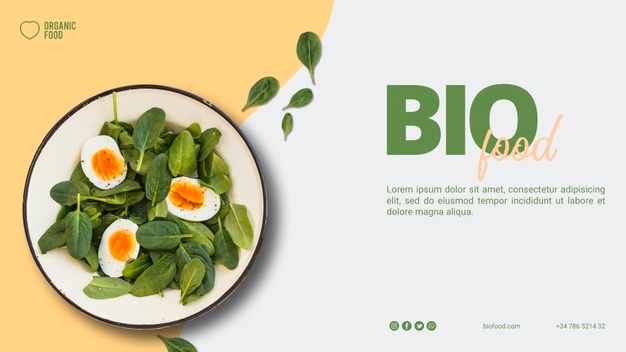 ORGANIC
FOOD
BIO
food
Lorem ipsum dolor sit amet, consectetur adipisicing
elit, sed do eiusmod tempor incididunt ut labore et
dolore magna aliqua.
biofood.com
+34 786 5214 32